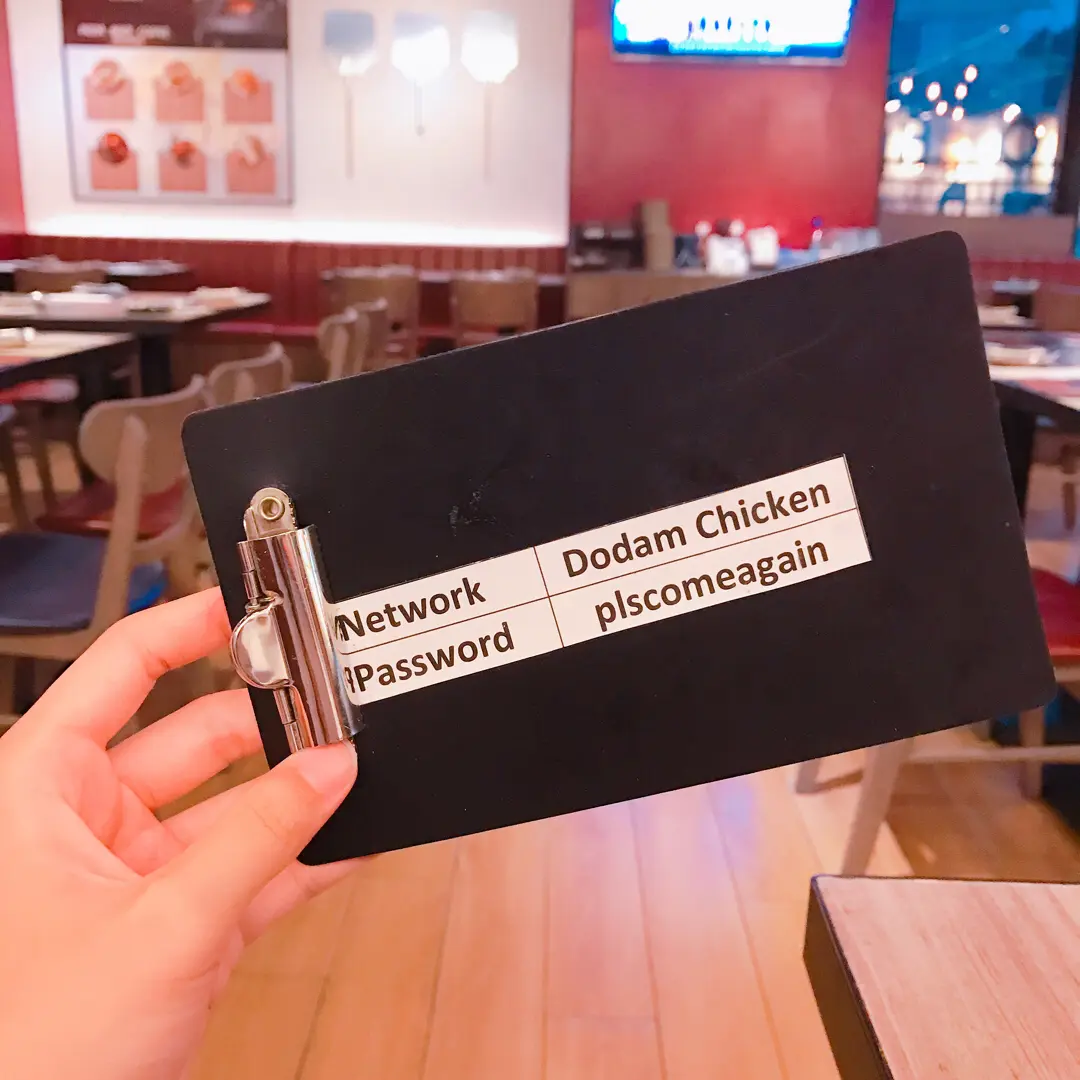 Network Dodam Chicken
Password plscomeagain